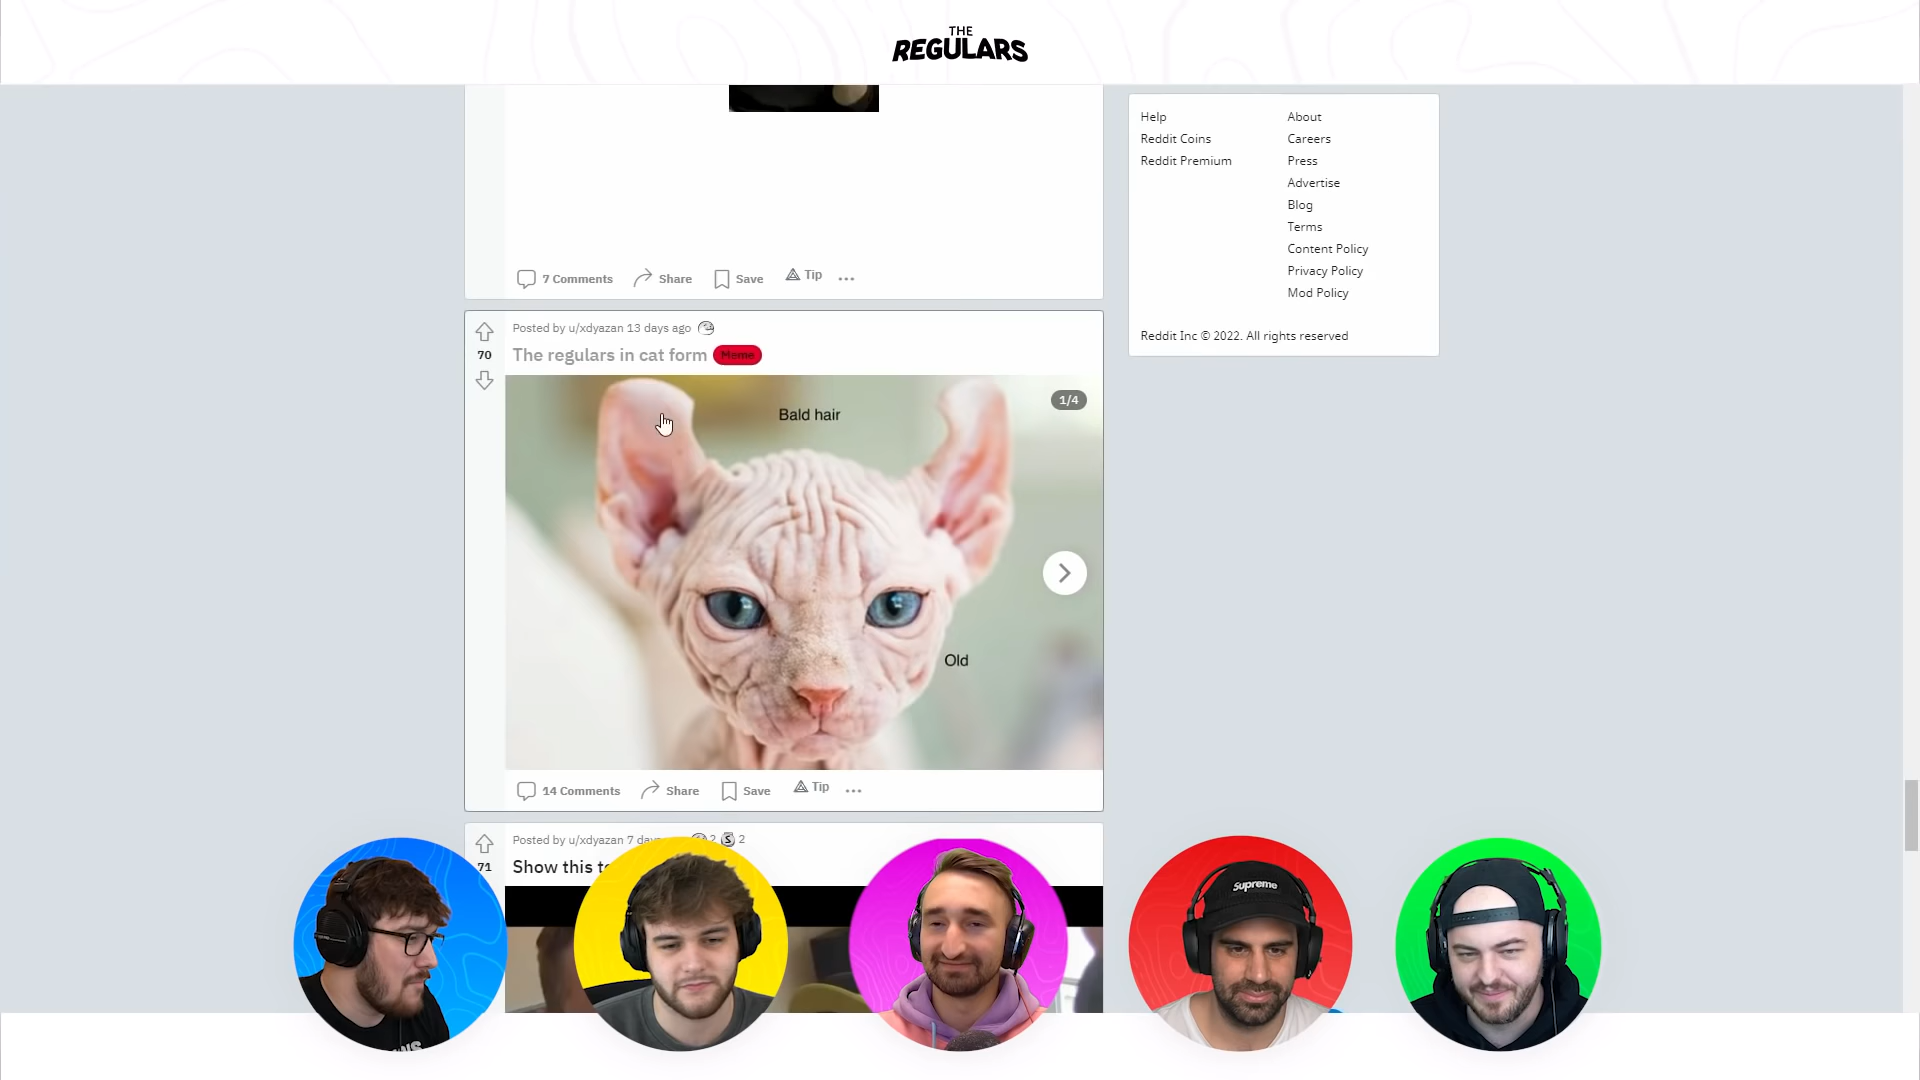 THE
REGULARS
Help
Reddit Coins
Reddit Premium
About
Careers
Press
Advertise
Blog
Terms
Content Policy
Privacy Policy
Mod Policy
Reddit Inc © 2022. All rights reserved
7 Comments
Share
Save
Tip
70
Posted by u/xdyazan 13 days ago
The regulars in cat form
Meme
1/4
Bald hair
Old
14 Comments
Share
Save
Tip
71
Posted by u/xdyazan 7
2
2
Show this
Supreme